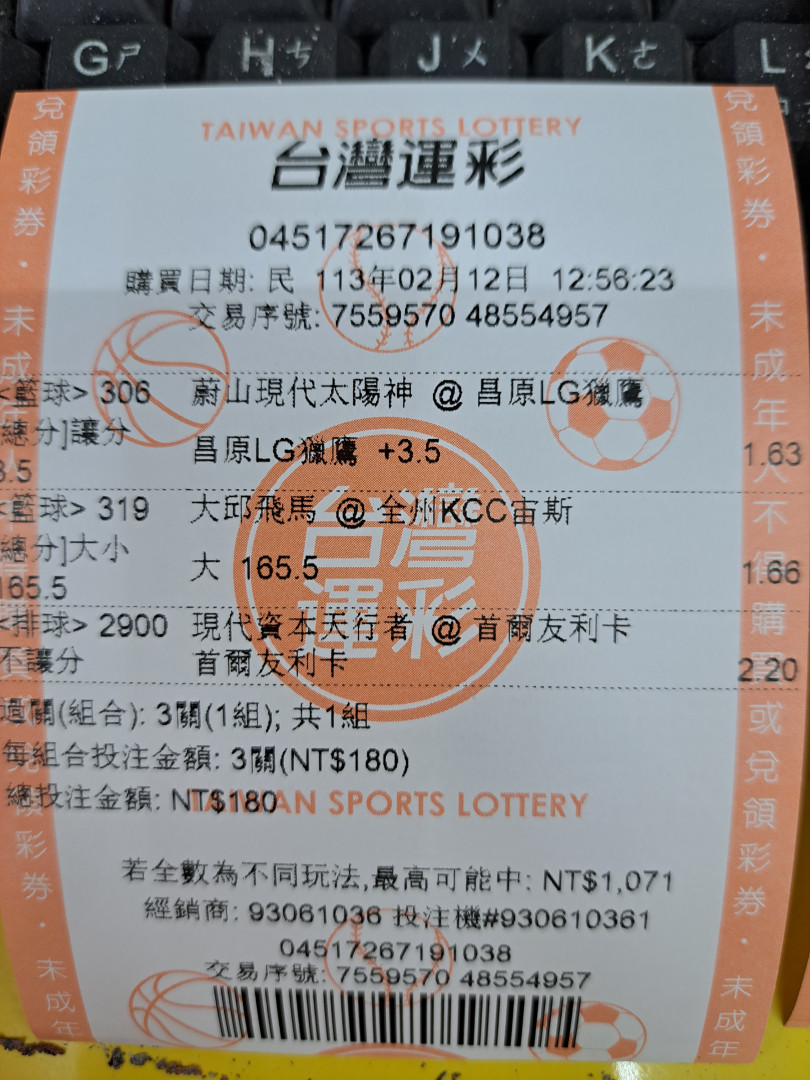 G ㄕ H ㄘ J ㄨ K ㄜ L
TAIWAN SPORTS LOTTERY
台灣運彩
04517267191038
購買日期: 民 113年02月12日 12:56:23
交易序號: 7559570 48554957
<籃球> 306 蔚山現代太陽神 @ 昌原LG獵鷹
總分]讓分
昌原LG獵鷹 +3.5 1.63
3.5
<籃球> 319 大邱飛馬 @ 全州KCC宙斯
總分]大小
大 165.5 1.66
165.5
<排球> 2900 現代資本天行者 @ 首爾友利卡
不讓分 首爾友利卡 2.20
台灣運彩
過關(組合): 3關(1組); 共1組
每組合投注金額: 3關(NT$180)
總投注金額: NT$180
TAIWAN SPORTS LOTTERY
若全數為不同玩法,最高可能中: NT$1,071
經銷商: 93061036 投注機#930610361
04517267191038
交易序號: 7559570 48554957
兌領彩券・未成年
兌領彩券・未成年人不得購買或兌領彩券・未成年